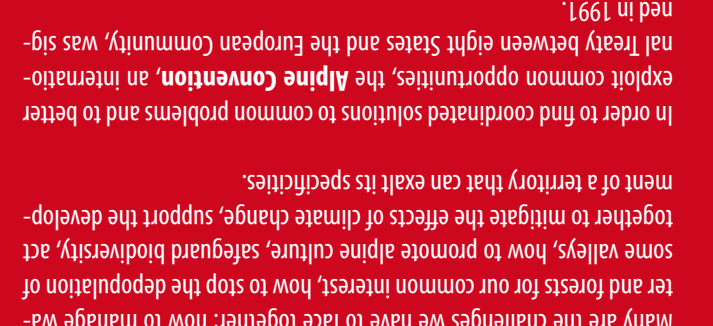 Many are the challenges we have to face together: how to manage wa-
ter and forests for our common interest, how to stop the depopulation of
some valleys, how to promote alpine culture, safeguard biodiversity, act
together to mitigate the effects of climate change, support the develop-
ment of a territory that can exalt its specificities.
In order to find coordinated solutions to common problems and to better
exploit common opportunities, the Alpine Convention, an internatio-
nal Treaty between eight States and the European Community, was sig-
ned in 1991.